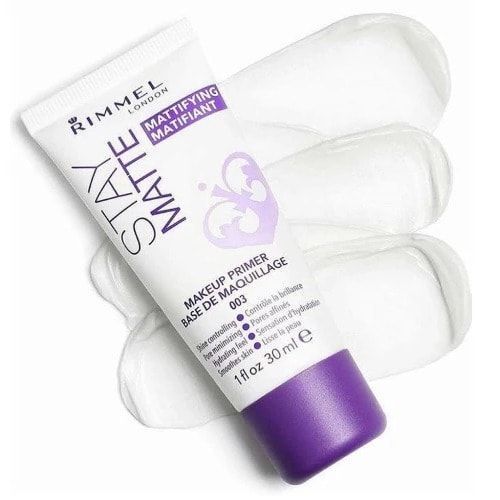 RIMMEL
LONDON
STAY
MATTE
MATTIFYING
MATIFIANT
MAKEUP PRIMER
BASE DE MAQUILLAGE
003
Shine controlling • Contrôle la brillance
Pore minimizing • Pores affinés
Hydrating feel • Sensation d'hydratation
Smoothes skin • Lisse la peau
1 fl oz 30 ml e